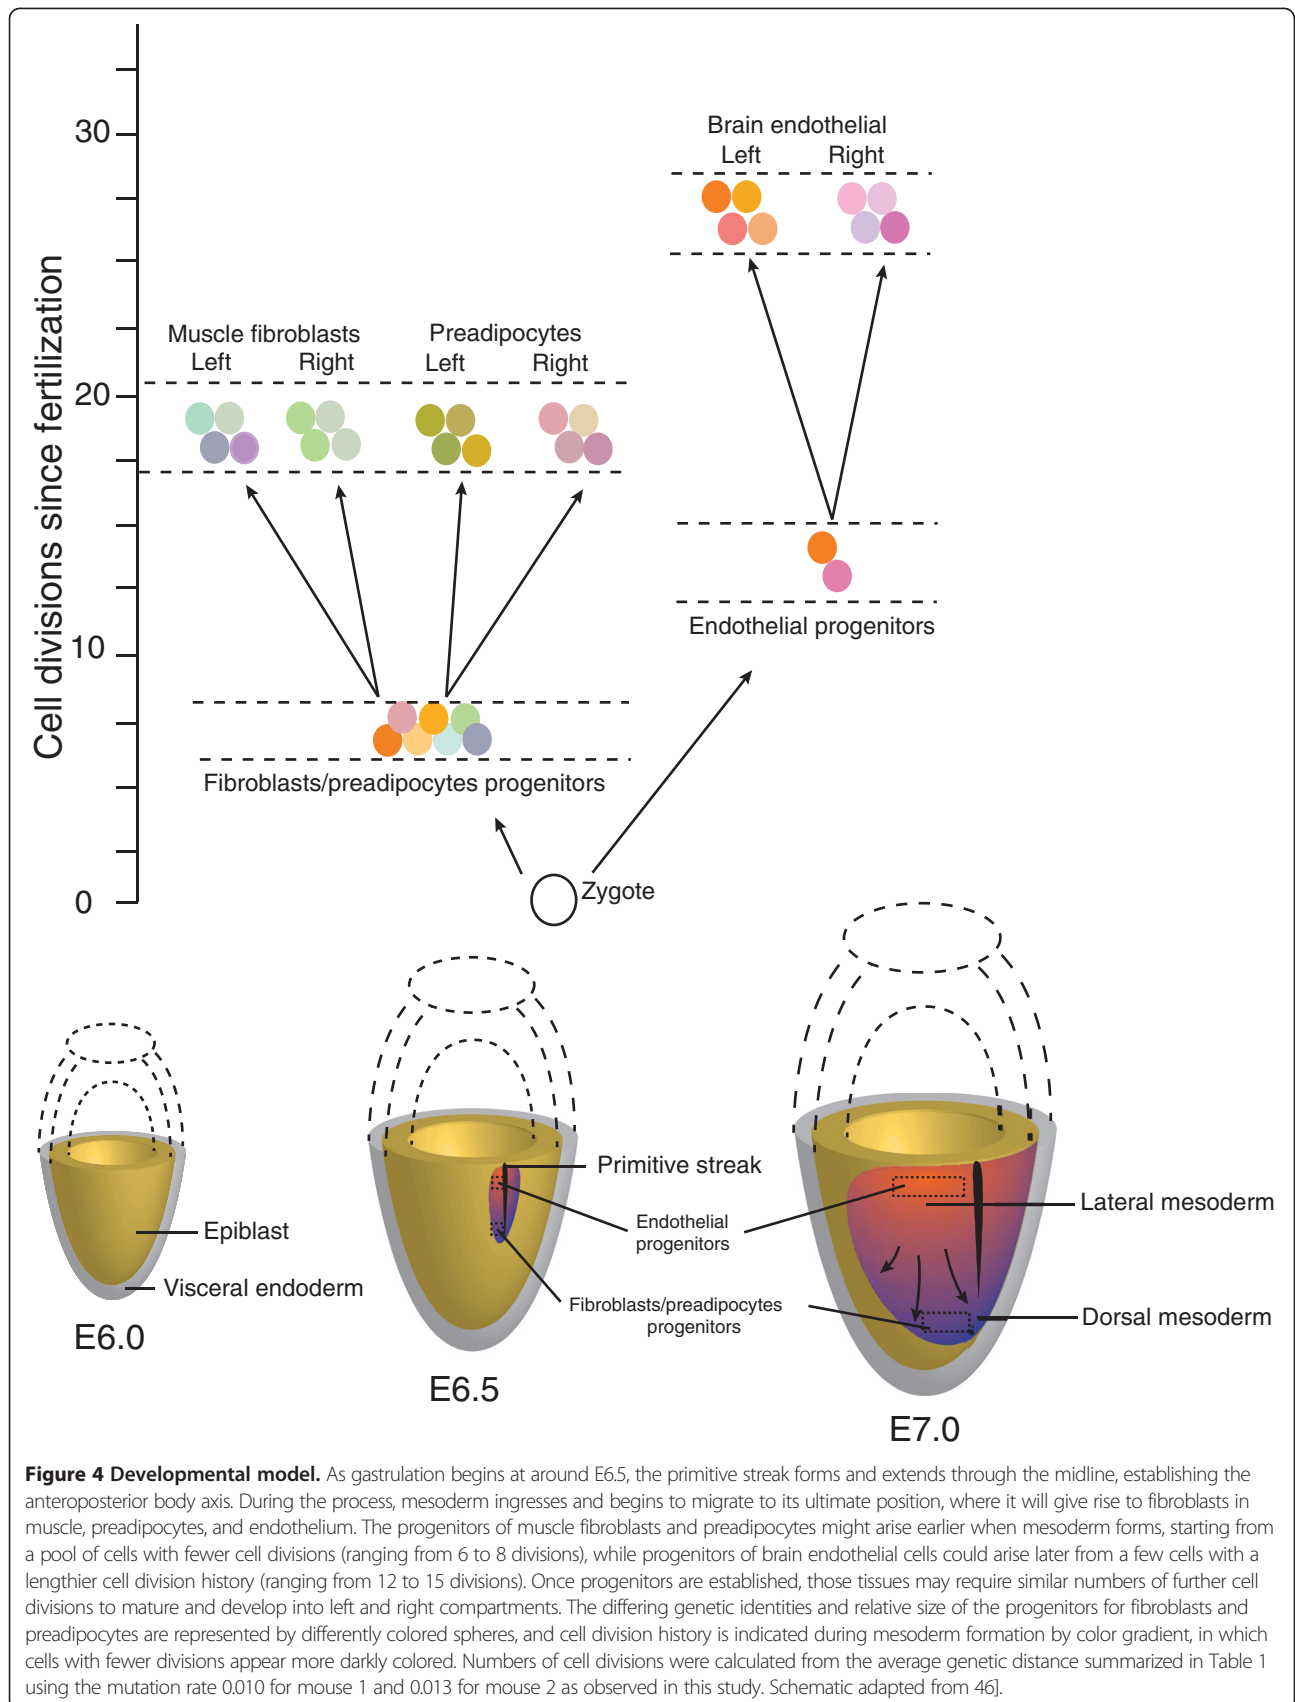 30
Brain endothelial
Left Right
Cell divisions since fertilization
Muscle fibroblasts Preadipocytes
Left Right Left Right
20
Endothelial progenitors
10
Fibroblasts/preadipocytes progenitors
Zygote
0
Primitive streak
Lateral mesoderm
Endothelial
progenitors
Epiblast
Visceral endoderm
Fibroblasts/preadipocytes
progenitors
Dorsal mesoderm
E6.0
E6.5
E7.0
Figure 4 Developmental model. As gastrulation begins at around E6.5, the primitive streak forms and extends through the midline, establishing the
anteroposterior body axis. During the process, mesoderm ingresses and begins to migrate to its ultimate position, where it will give rise to fibroblasts in
muscle, preadipocytes, and endothelium. The progenitors of muscle fibroblasts and preadipocytes might arise earlier when mesoderm forms, starting from
a pool of cells with fewer cell divisions (ranging from 6 to 8 divisions), while progenitors of brain endothelial cells could arise later from a few cells with a
lengthier cell division history (ranging from 12 to 15 divisions). Once progenitors are established, those tissues may require similar numbers of further cell
divisions to mature and develop into left and right compartments. The differing genetic identities and relative size of the progenitors for fibroblasts and
preadipocytes are represented by differently colored spheres, and cell division history is indicated during mesoderm formation by color gradient, in which
cells with fewer divisions appear more darkly colored. Numbers of cell divisions were calculated from the average genetic distance summarized in Table 1
using the mutation rate 0.010 for mouse 1 and 0.013 for mouse 2 as observed in this study. Schematic adapted from 46].